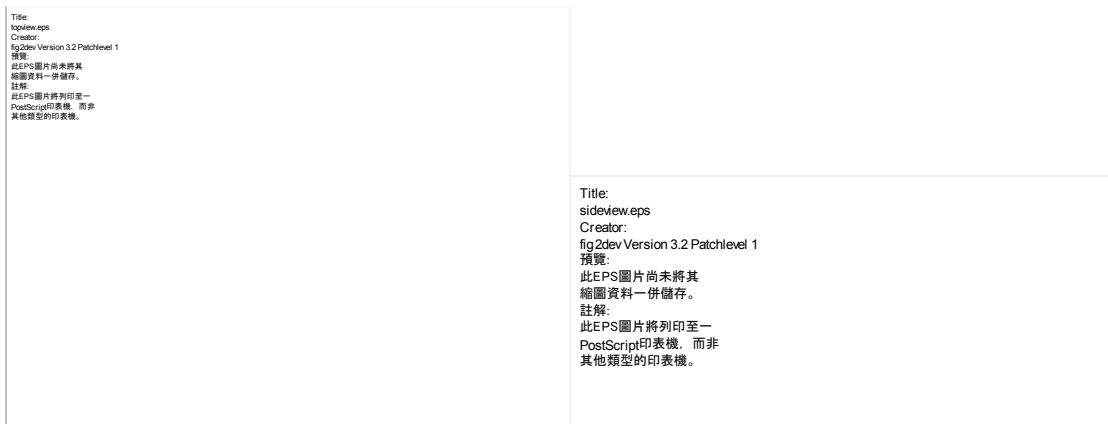 Title:
topview.eps
Creator:
fig2dev Version 3.2 Patchlevel 1
預覽:
此EPS圖片尚未將其
縮圖資料一併儲存。
註解:
此EPS圖片將列印至一
PostScript印表機，而非
其他類型的印表機。
Title:
sideview.eps
Creator:
fig2dev Version 3.2 Patchlevel 1
預覽:
此EPS圖片尚未將其
縮圖資料一併儲存。
註解:
此EPS圖片將列印至一
PostScript印表機，而非
其他類型的印表機。